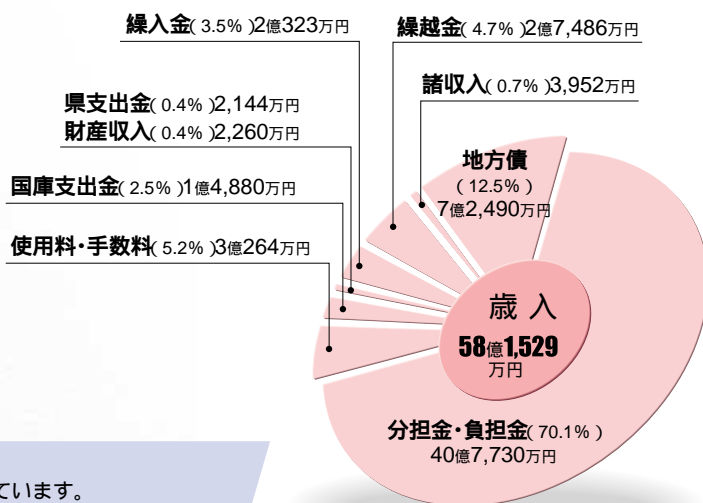 繰入金( 3.5% )2億323万円
繰越金( 4.7% )2億7,486万円
諸収入( 0.7% )3,952万円
県支出金( 0.4% )2,144万円
財産収入( 0.4% )2,260万円
国庫支出金( 2.5% )1億4,880万円
使用料・手数料( 5.2% )3億264万円
地方債
( 12.5% )
7億2,490万円
歳入
58億1,529
万円
分担金・負担金( 70.1% )
40億7,730万円
ています。